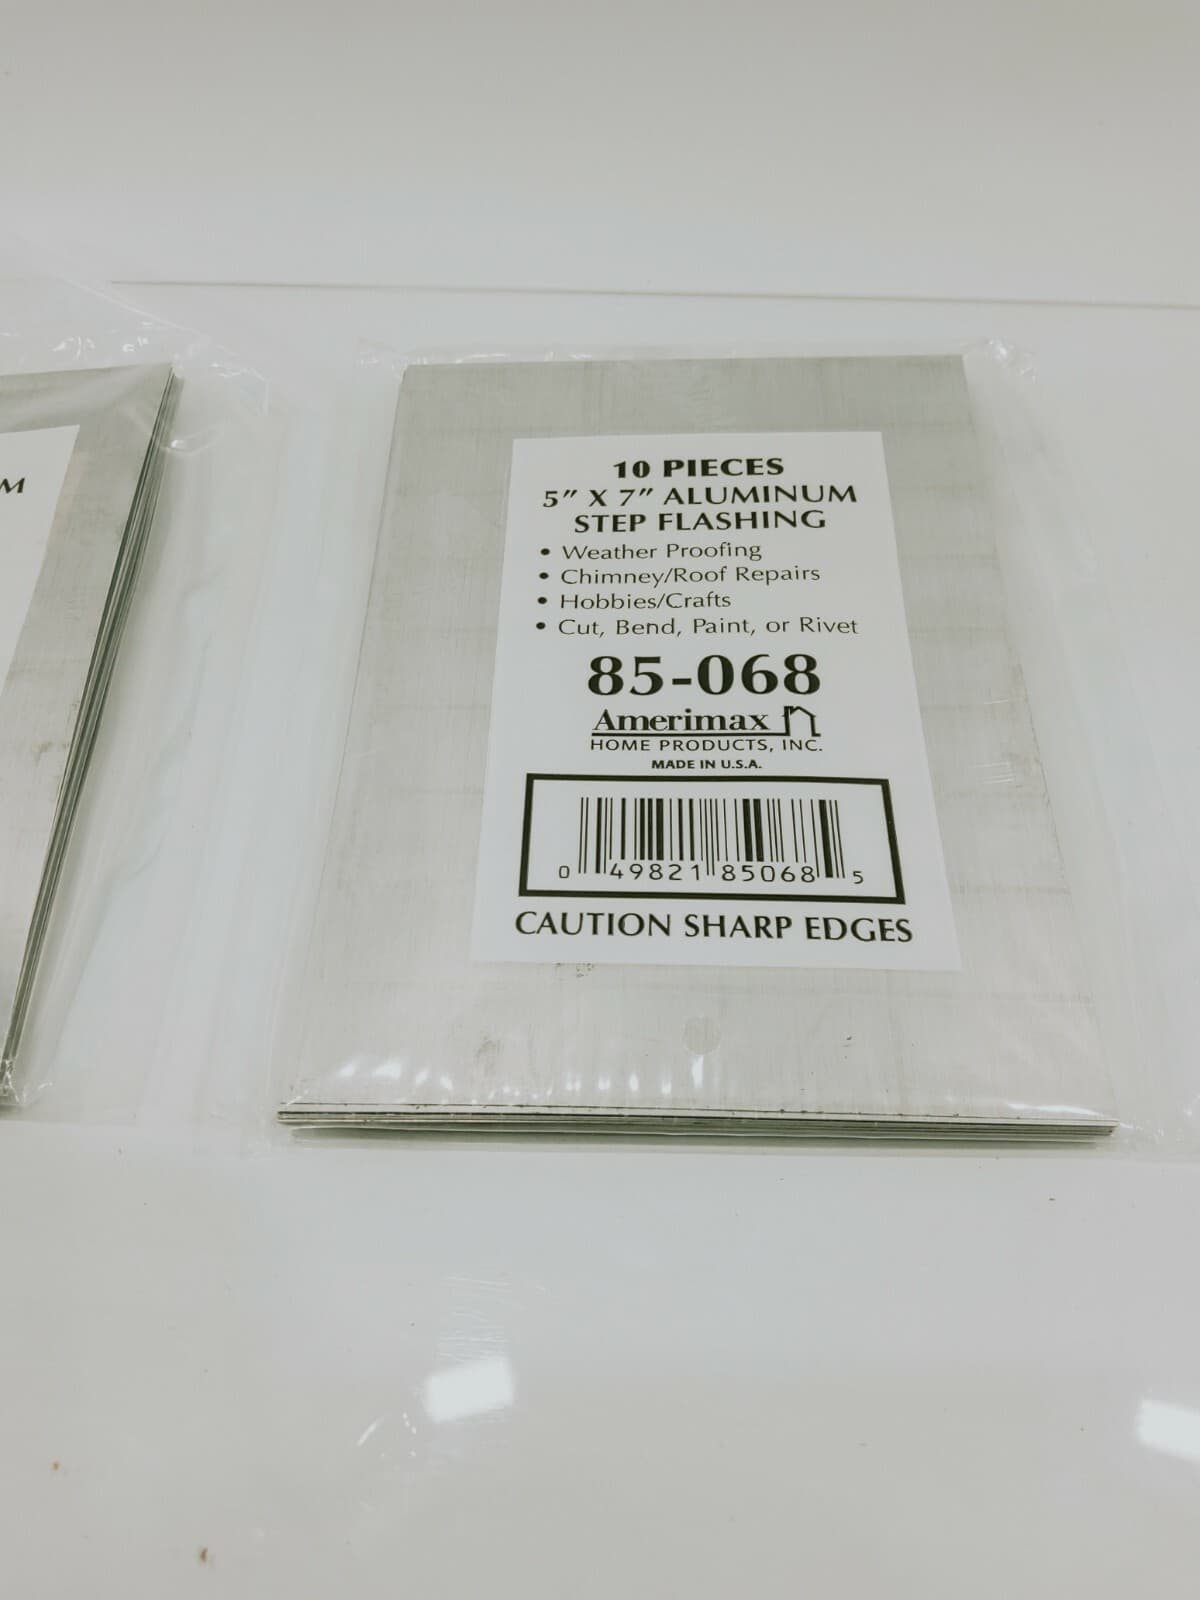 M
10 PIECES
5" X 7" ALUMINUM
STEP FLASHING
• Weather Proofing
• Chimney/Roof Repairs
• Hobbies/Crafts
• Cut, Bend, Paint, or Rivet
85-068
Amerimax
HOME PRODUCTS, INC.
MADE IN U.S.A.
0 49821 85068 5
CAUTION SHARP EDGES